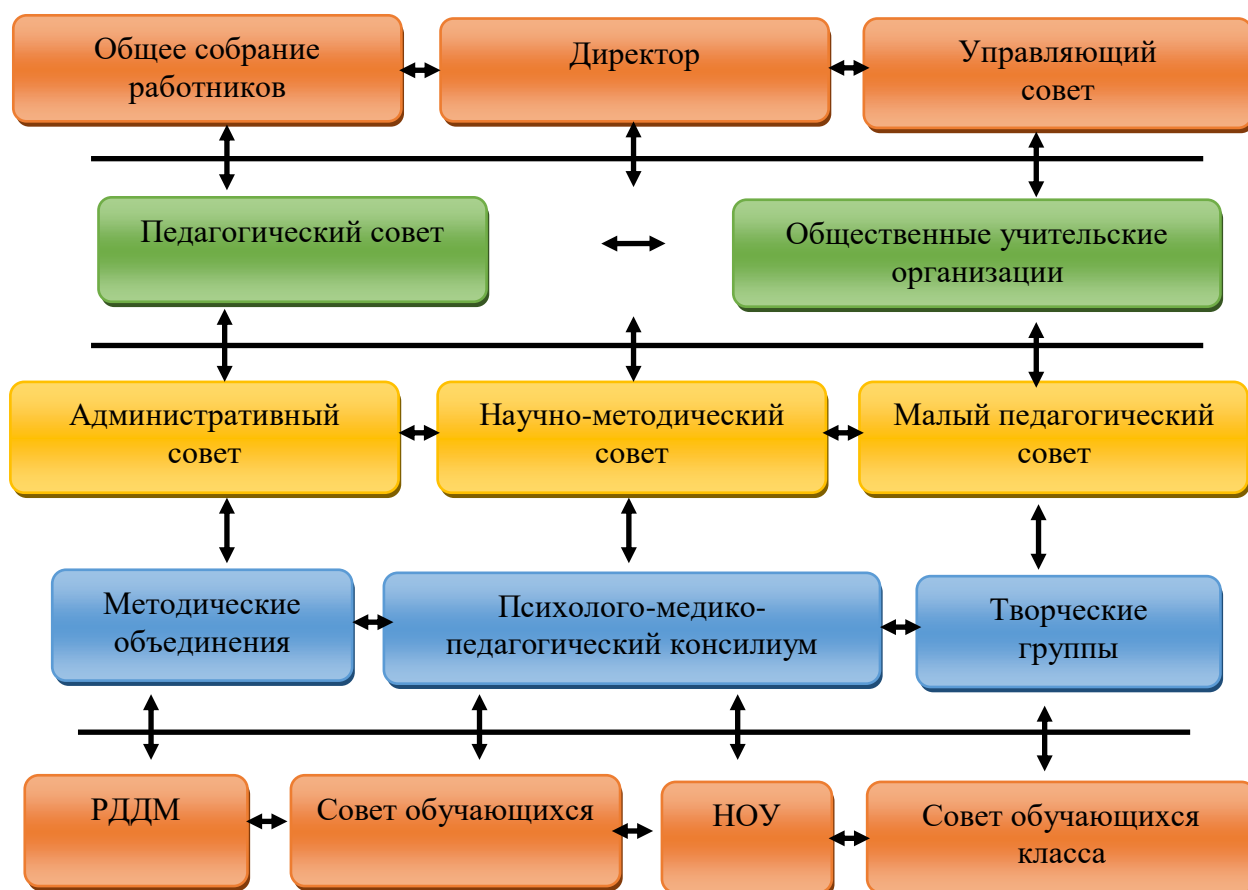 Общее собрание
работников
Директор
Управляющий
совет
Педагогический совет
Общественные учительские
организации
Административный
совет
Научно-методический
совет
Малый педагогический
совет
Методические
объединения
Психолого-медико-
педагогический консилиум
Творческие
группы
РДДМ
Совет обучающихся
НОУ
Совет обучающихся
класса